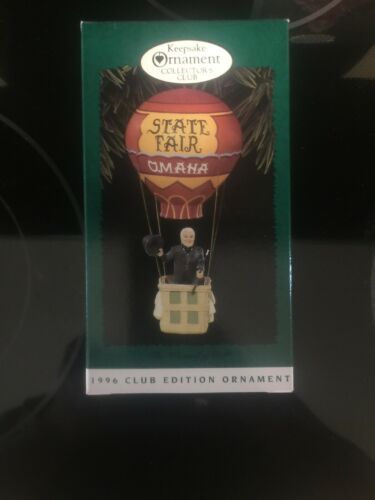 Keepsake
Ornament
COLLECTOR'S
CLUB
STATE
FAIR
OMAHA
1996 CLUB EDITION ORNAMENT